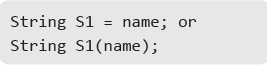 String S1 = name; or
String S1(name);